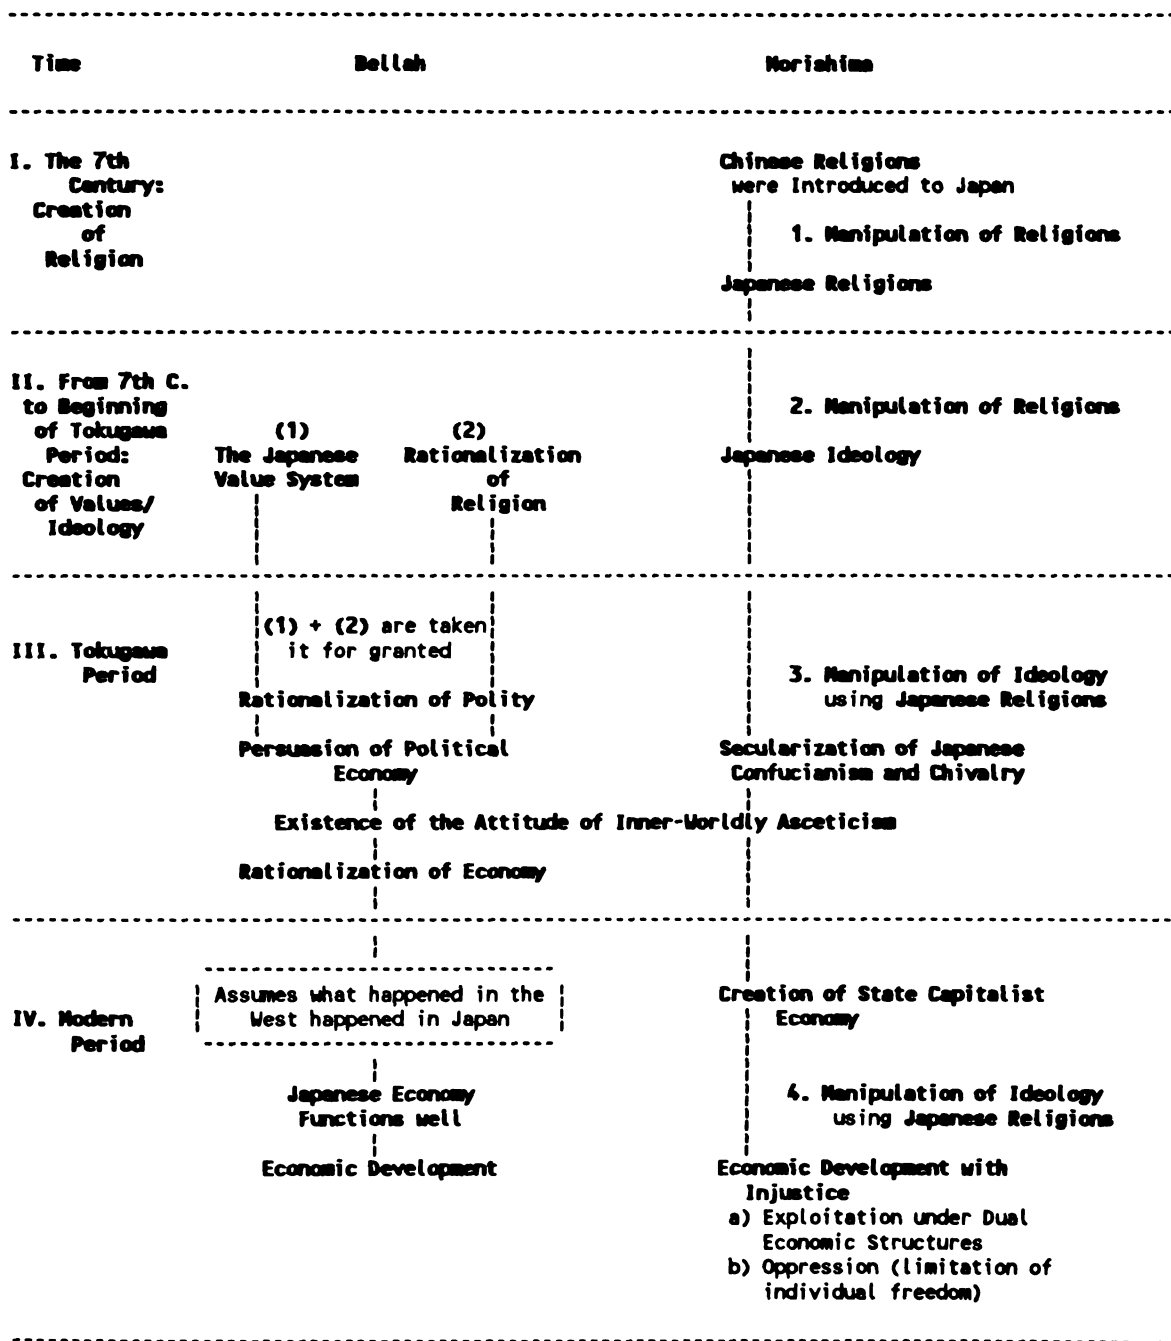 Time Bellah Morishima
I. The 7th
Century:
Creation
of
Religion
Chinese Religions
were Introduced to Japan
1. Manipulation of Religions
Japanese Religions
II. From 7th C.
to Beginning
of Tokugawa
Period:
Creation
of Values/
Ideology
(1)
The Japanese
Value System
(2)
Rationalization
of
Religion
2. Manipulation of Religions
Japanese Ideology
III. Tokugawa
Period
(1) + (2) are taken
it for granted
Rationalization of Polity
Persuasion of Political
Economy
3. Manipulation of Ideology
using Japanese Religions
Secularization of Japanese
Confucianism and Chivalry
Existence of the Attitude of Inner-Worldly Asceticism
Rationalization of Economy
IV. Modern
Period
Assumes what happened in the
West happened in Japan
Japanese Economy
Functions well
Economic Development
Creation of State Capitalist
Economy
4. Manipulation of Ideology
using Japanese Religions
Economic Development with
Injustice
a) Exploitation under Dual
Economic Structures
b) Oppression (limitation of
individual freedom)